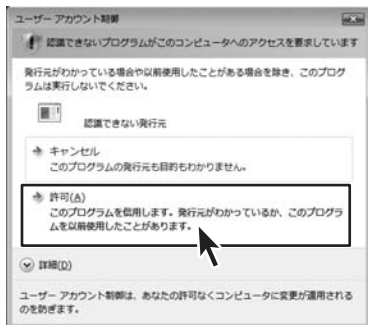 ユーザー アカウント制御
認識できないプログラムがこのコンピュータへのアクセスを要求しています
発行元がわかっている場合や以前使用したことがある場合を除き、このプログ
ラムは実行しないでください。
認識できない発行元
キャンセル
このプログラムの発行元も目的もわかりません。
許可(A)
このプログラムを信用します。発行元がわかっているか、このプログラ
ムを以前使用したことがあります。
詳細(D)
ユーザー アカウント制御は、あなたの許可なくコンピュータに変更が適用される
のを防ぎます。